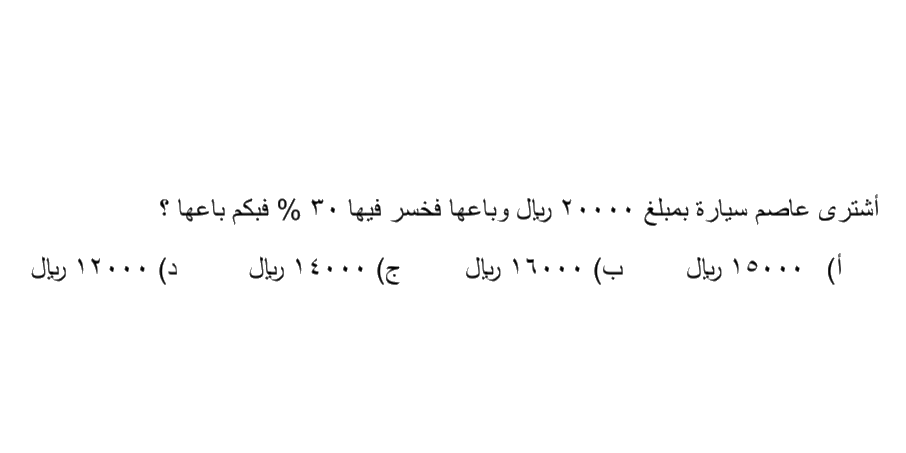 أشترى عاصم سيارة بمبلغ ٢٠٠٠٠ ريال وباعها فخسر فيها ٣٠ % فبكم باعها ؟
أ) ١٥٠٠٠ ريال ب) ١٦٠٠٠ ريال ج) ١٤٠٠٠ ريال د) ١٢٠٠٠ ريال